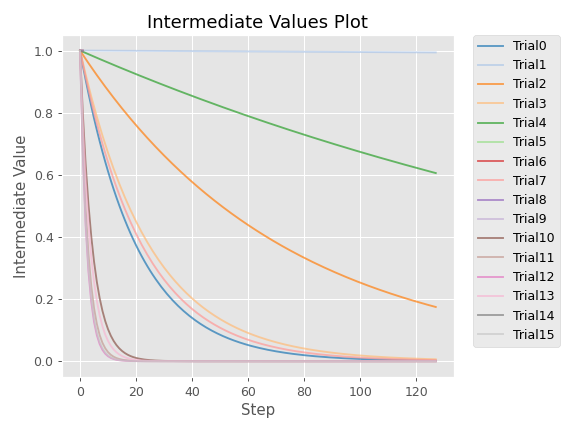 Intermediate Values Plot
1.0
0.8
0.6
0.4
0.2
0.0
Intermediate Value
0 20 40 60 80 100 120
Step
Trial0
Trial1
Trial2
Trial3
Trial4
Trial5
Trial6
Trial7
Trial8
Trial9
Trial10
Trial11
Trial12
Trial13
Trial14
Trial15